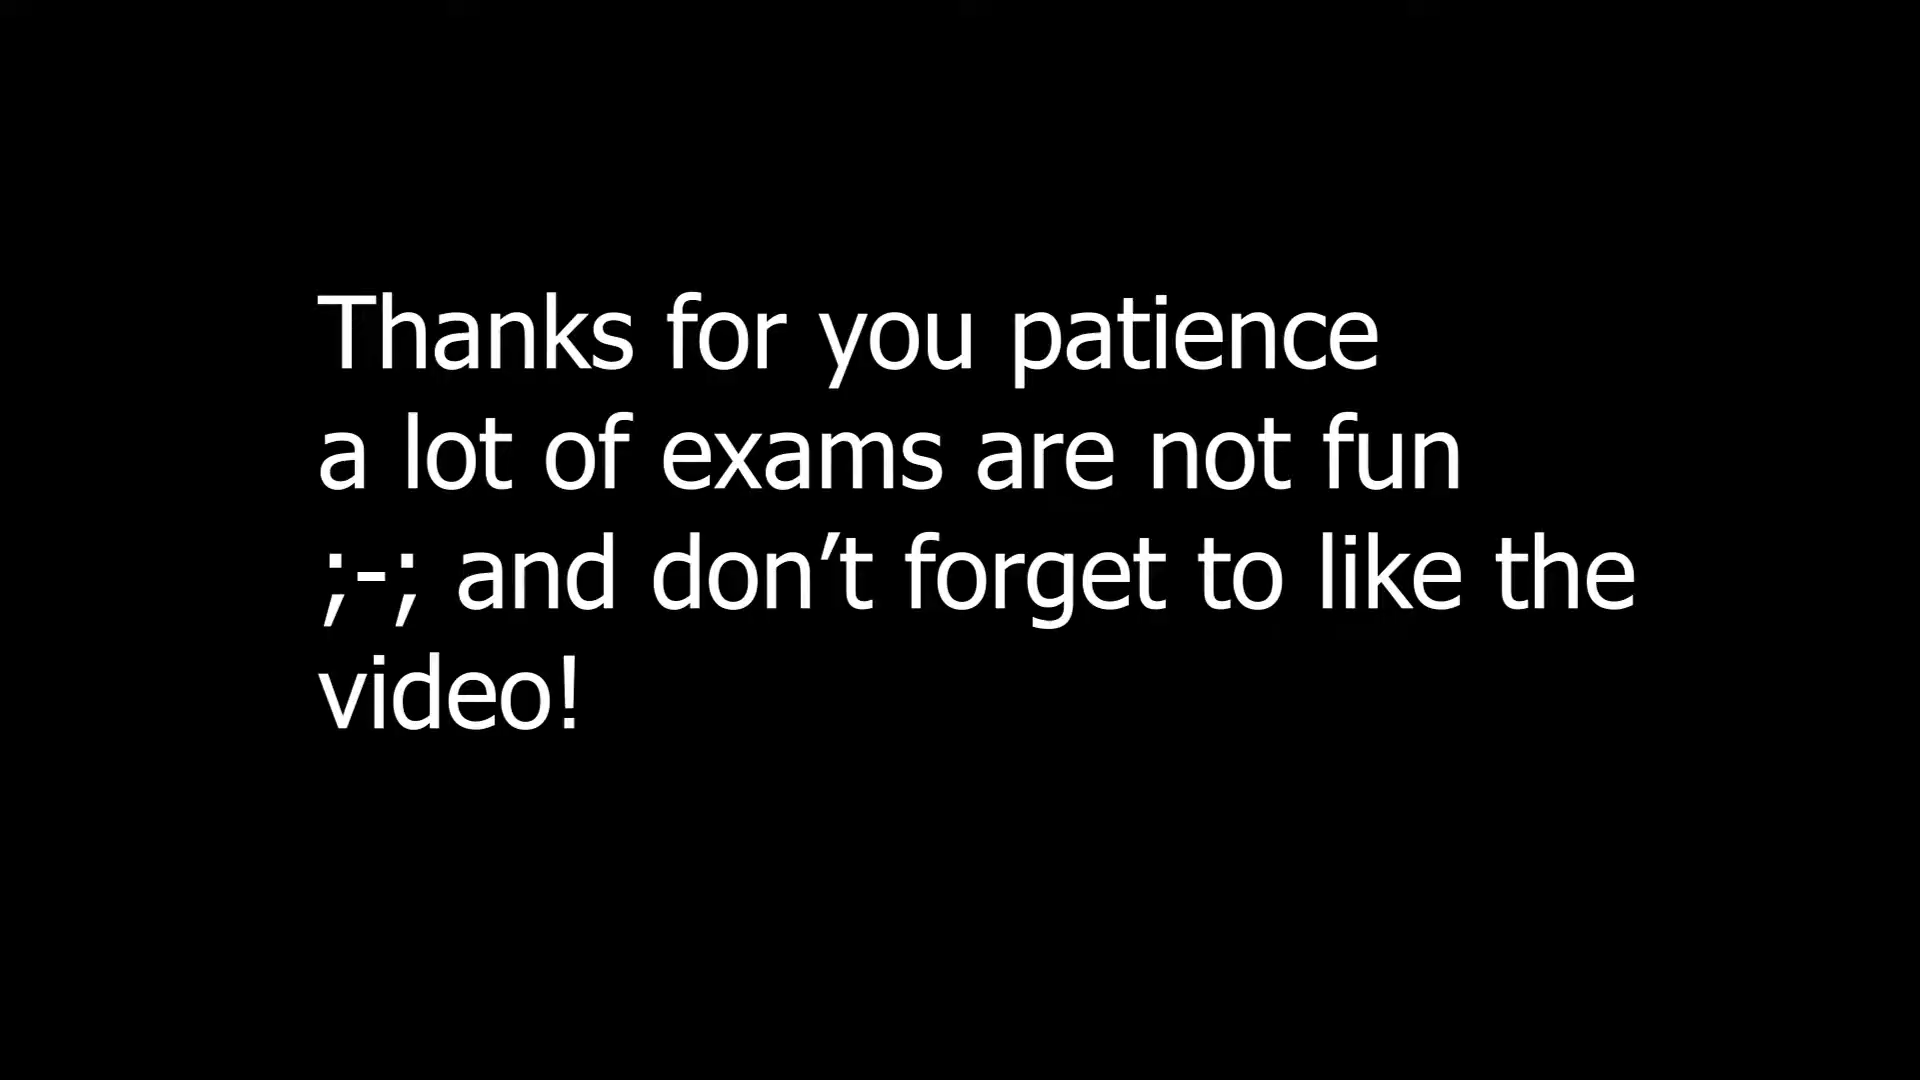 Thanks for you patience
a lot of exams are not fun
;-; and don’t forget to like the
video!